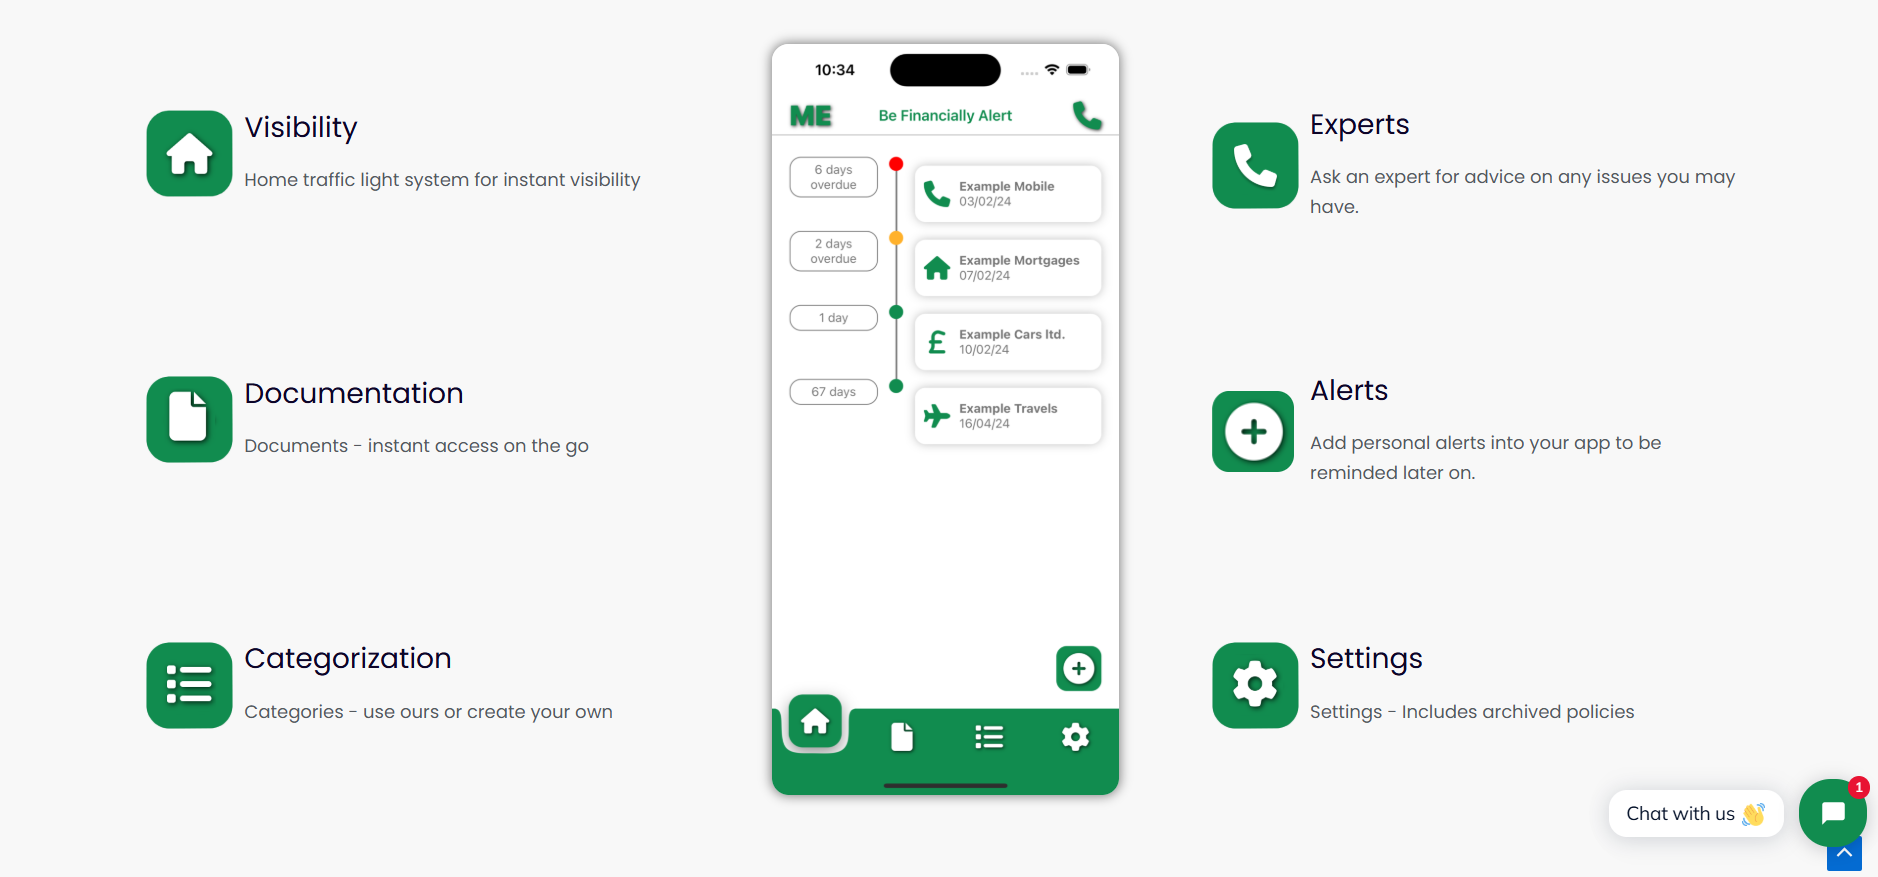 Visibility
Home traffic light system for instant visibility
Documentation
Documents - instant access on the go
Categorization
Categories - use ours or create your own
10:34
ME
Be Financially Alert
6 days
overdue
Example Mobile
03/02/24
2 days
overdue
Example Mortgages
07/02/24
1 day
£
Example Cars ltd.
10/02/24
67 days
Example Travels
16/04/24
Experts
Ask an expert for advice on any issues you may
have.
Alerts
Add personal alerts into your app to be
reminded later on.
Settings
Settings - Includes archived policies
Chat with us 👋
1